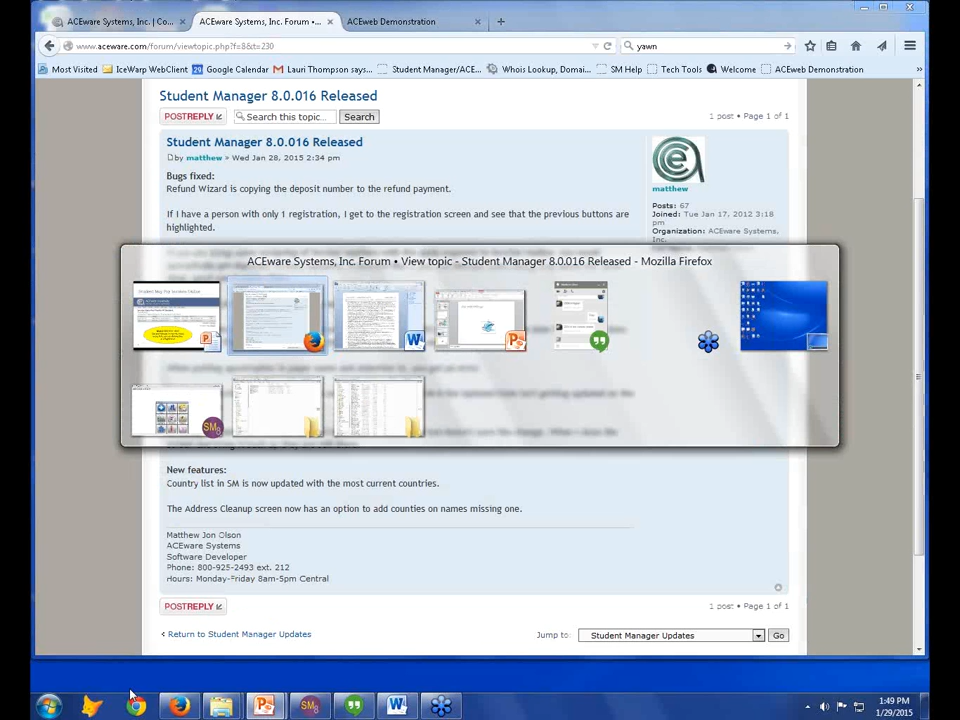 ACEware Systems, Inc. | Co...
ACEware Systems, Inc. Forum •...
ACEweb Demonstration
www.aceware.com/forum/viewtopic.php?f=8&t=230
yawn
Most Visited
IceWarp WebClient
Google Calendar
Lauri Thompson says...
Student Manager/ACE...
Whois Lookup, Domai...
SM Help
Tech Tools
Welcome
ACEweb Demonstration
Student Manager 8.0.016 Released
POSTREPLY
Search this topic...
Search
1 post • Page 1 of 1
Student Manager 8.0.016 Released
by matthew » Wed Jan 28, 2015 2:34 pm
matthew
Posts: 67
Joined: Tue Jan 17, 2012 3:18
pm
Organization: ACEware Systems,
Inc.
Bugs fixed:
Refund Wizard is copying the deposit number to the refund payment.
If I have a person with only 1 registration, I get to the registration screen and see that the previous buttons are
highlighted.
ACEware Systems, Inc. Forum • View topic - Student Manager 8.0.016 Released - Mozilla Firefox
New features:
Country list in SM is now updated with the most current countries.
The Address Cleanup screen now has an option to add counties on names missing one.
Matthew Jon Olson
ACEware Systems
Software Developer
Phone: 800-925-2493 ext. 212
Hours: Monday-Friday 8am-5pm Central
POSTREPLY
1 post • Page 1 of 1
Return to Student Manager Updates
Jump to:
Student Manager Updates
Go
1:49 PM
1/29/2015